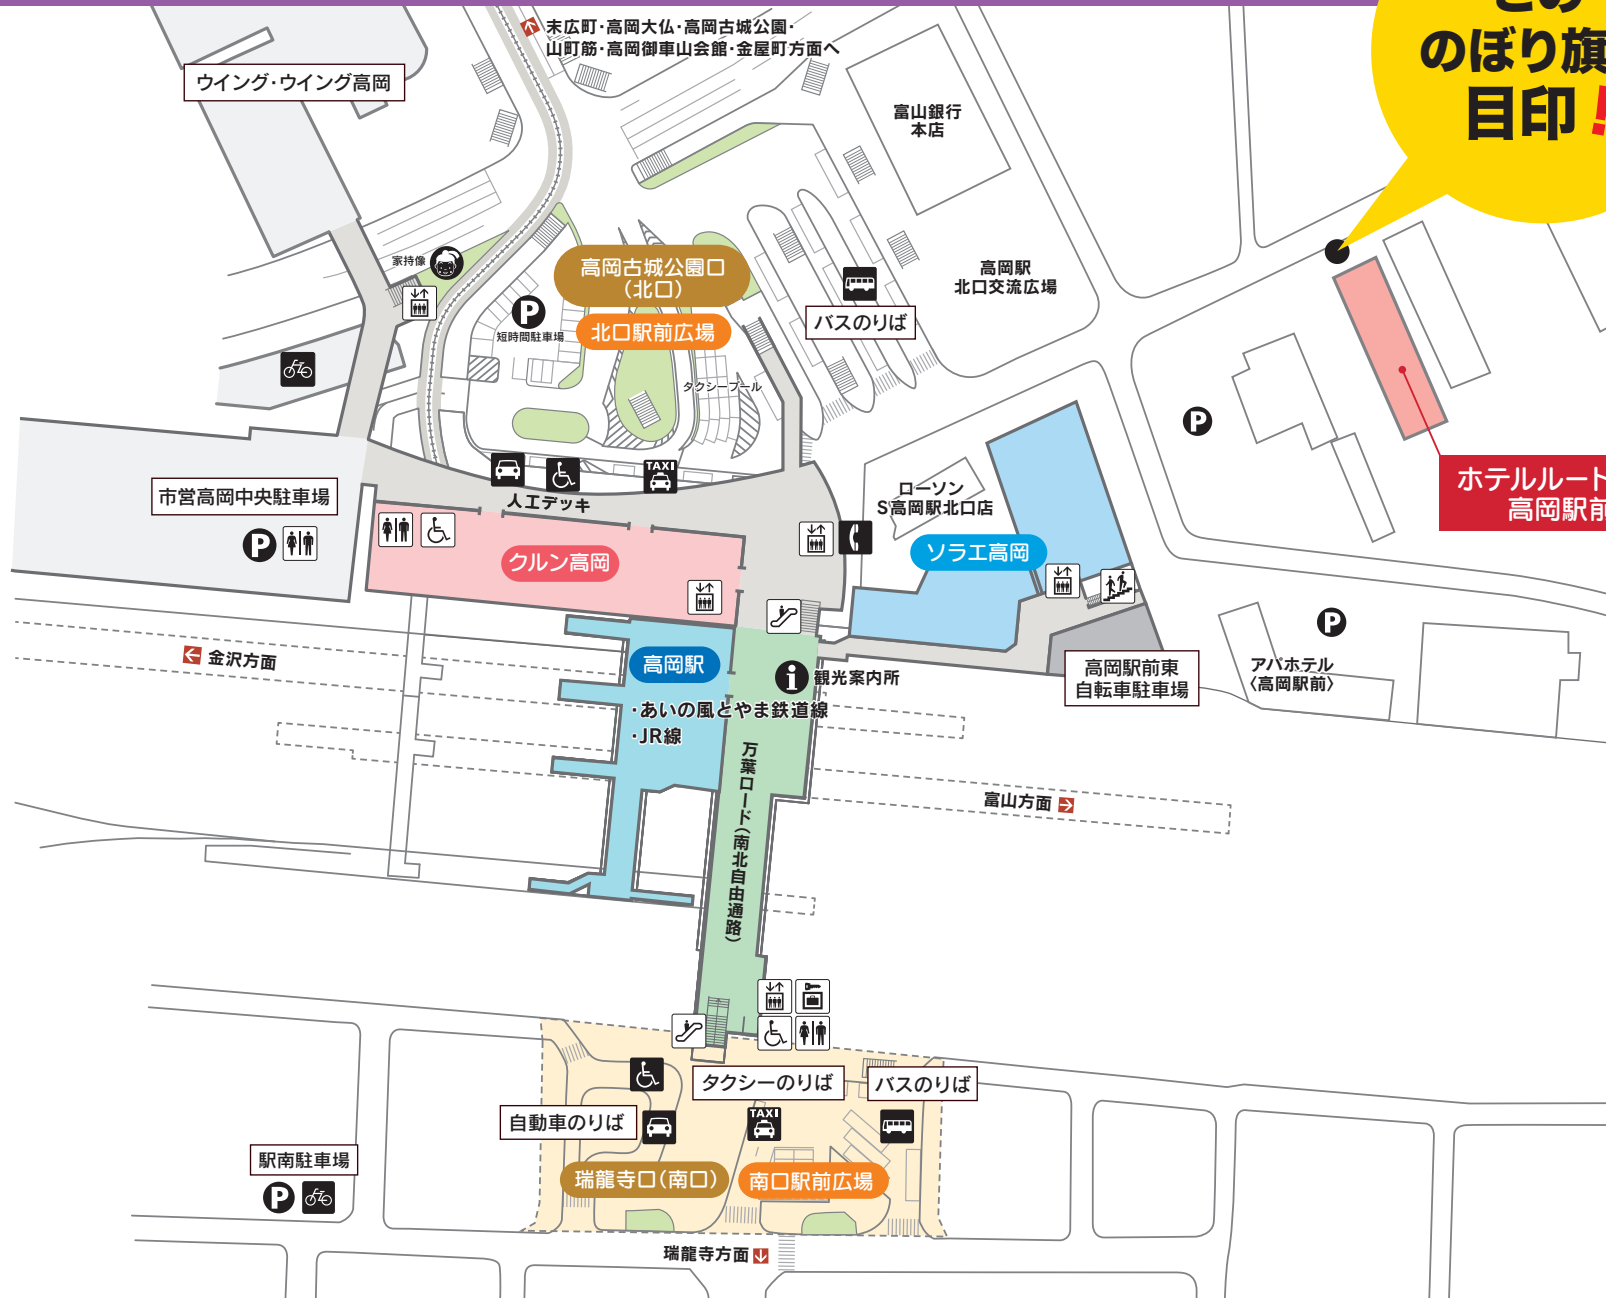 のぼり旗
目印!
末広町・高岡大仏・高岡古城公園・
山町筋・高岡御車山会館・金屋町方面へ
ウイング・ウイング高岡
富山銀行
本店
家持像
高岡古城公園口
(北口)
北口駅前広場
P
短時間駐車場
タクシープール
バスのりば
高岡駅
北口交流広場
P
ホテルルート
高岡駅前
市営高岡中央駐車場
P
TAXI
人工デッキ
クルン高岡
ローソン
S高岡駅北口店
ソラエ高岡
金沢方面
高岡駅
・あいの風とやま鉄道線
・JR線
i
観光案内所
高岡駅前東
自転車駐車場
P
アパホテル
〈高岡駅前〉
万葉ロード(南北自由通路)
富山方面
タクシーのりば
バスのりば
自動車のりば
TAXI
駅南駐車場
P
瑞龍寺口(南口)
南口駅前広場
瑞龍寺方面